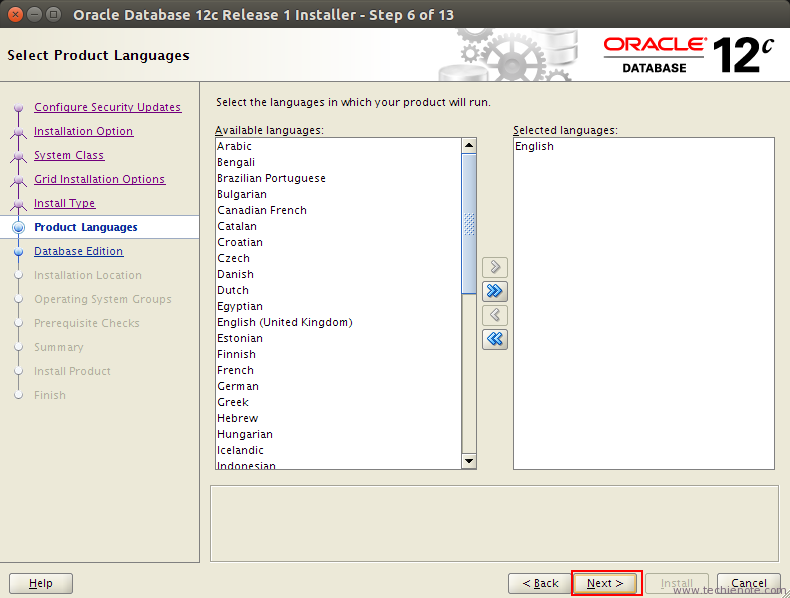 Oracle Database 12c Release 1 Installer - Step 6 of 13
Select Product Languages
ORACLE®
DATABASE
12c
Configure Security Updates
Installation Option
System Class
Grid Installation Options
Install Type
Product Languages
Database Edition
Installation Location
Operating System Groups
Prerequisite Checks
Summary
Install Product
Finish
Select the languages in which your product will run.
Available languages:
Arabic
Bengali
Brazilian Portuguese
Bulgarian
Canadian French
Catalan
Croatian
Czech
Danish
Dutch
Egyptian
English (United Kingdom)
Estonian
Finnish
French
German
Greek
Hebrew
Hungarian
Icelandic
Indonesian
Selected languages:
English
Help
< Back
Next >
Install
Cancel
www.techienote.com